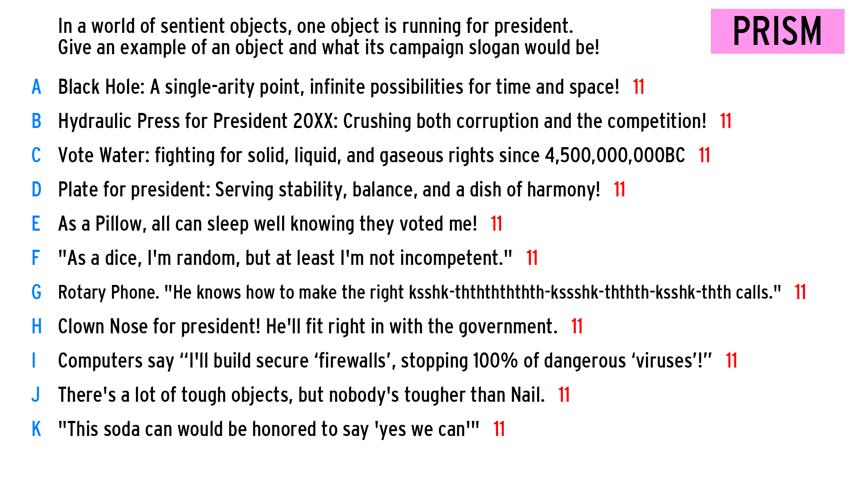 In a world of sentient objects, one object is running for president.
Give an example of an object and what its campaign slogan would be!
PRISM
A Black Hole: A single-arity point, infinite possibilities for time and space! 11
B Hydraulic Press for President 20XX: Crushing both corruption and the competition! 11
C Vote Water: fighting for solid, liquid, and gaseous rights since 4,500,000,000BC 11
D Plate for president: Serving stability, balance, and a dish of harmony! 11
E As a Pillow, all can sleep well knowing they voted me! 11
F "As a dice, I'm random, but at least I'm not incompetent." 11
G Rotary Phone. "He knows how to make the right ksshk-thththththth-kssshk-ththth-ksshk-thth calls." 11
H Clown Nose for president! He'll fit right in with the government. 11
I Computers say “I'll build secure ‘firewalls’, stopping 100% of dangerous ‘viruses’!” 11
J There's a lot of tough objects, but nobody's tougher than Nail. 11
K "This soda can would be honored to say 'yes we can'" 11